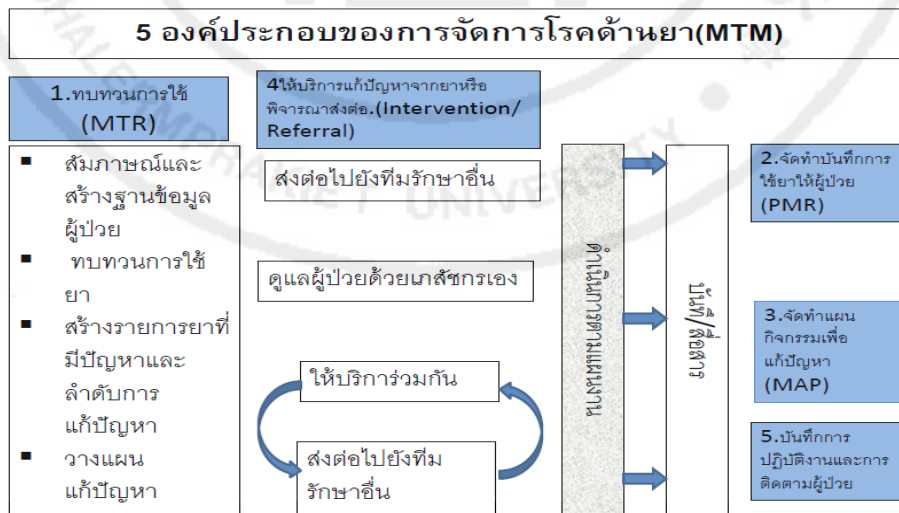 5 องค์ประกอบของการจัดการโรคด้านยา(MTM)
1.ทบทวนการใช้
(MTR)
▪ สัมภาษณ์และ
สร้างฐานข้อมูล
ผู้ป่วย
▪ ทบทวนการใช้
ยา
▪ สร้างรายการยาที่
มีปัญหาและ
ลำดับการ
แก้ปัญหา
▪ วางแผน
แก้ปัญหา
4ให้บริการแก้ปัญหาจากยาหรือ
พิจารณาส่งต่อ.(Intervention/
Referral)
ส่งต่อไปยังทีมรักษาอื่น
ดูแลผู้ป่วยด้วยเภสัชกรเอง
ให้บริการ่วมกัน
ส่งต่อไปยังทีม
รักษาอื่น
ดำเนินการตามแผนงาน
บันทึ/สื่อสาร
2.จัดทำบันทึกการ
ใช้ยาให้ผู้ป่วย
(PMR)
3.จัดทำแผน
กิจกรรมเพื่อ
แก้ปัญหา
(MAP)
5.บันทึกการ
ปฏิบัติงานและการ
ติดตามผู้ป่วย
UNIVERSITY